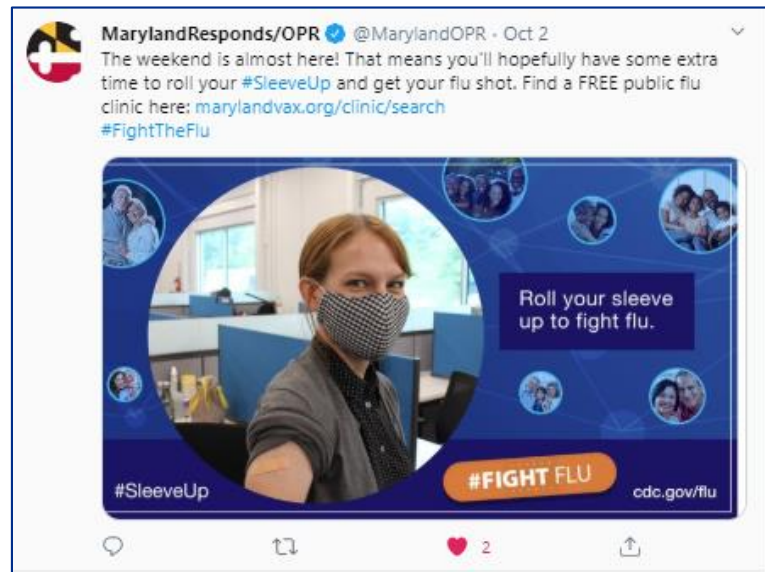 MarylandResponds/OPR @MarylandOPR · Oct 2
The weekend is almost here! That means you'll hopefully have some extra
time to roll your #SleeveUp and get your flu shot. Find a FREE public flu
clinic here: marylandvax.org/clinic/search
#FightTheFlu
Roll your sleeve
up to fight flu.
#SleeveUp
#FIGHT FLU
cdc.gov/flu
2